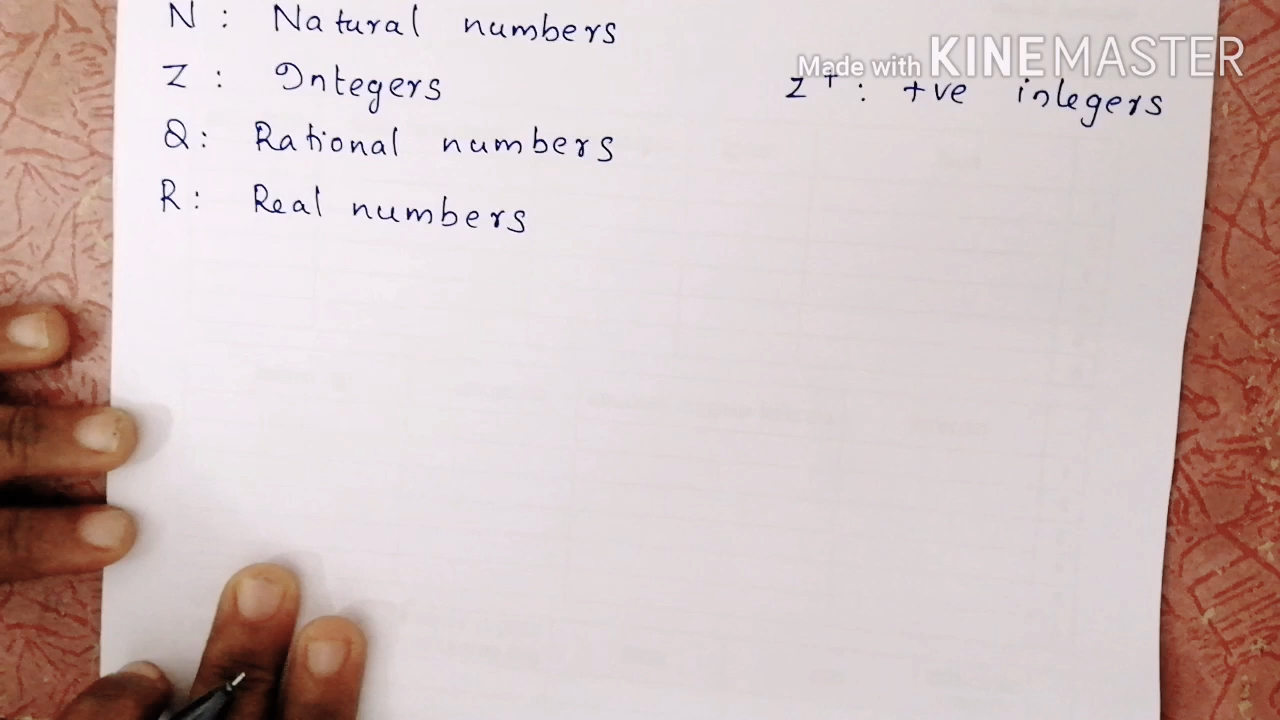 N : Natural numbers
Made with KINEMASTER
Z : Integers
Z+ : +ve integers
Q : Rational numbers
R : Real numbers